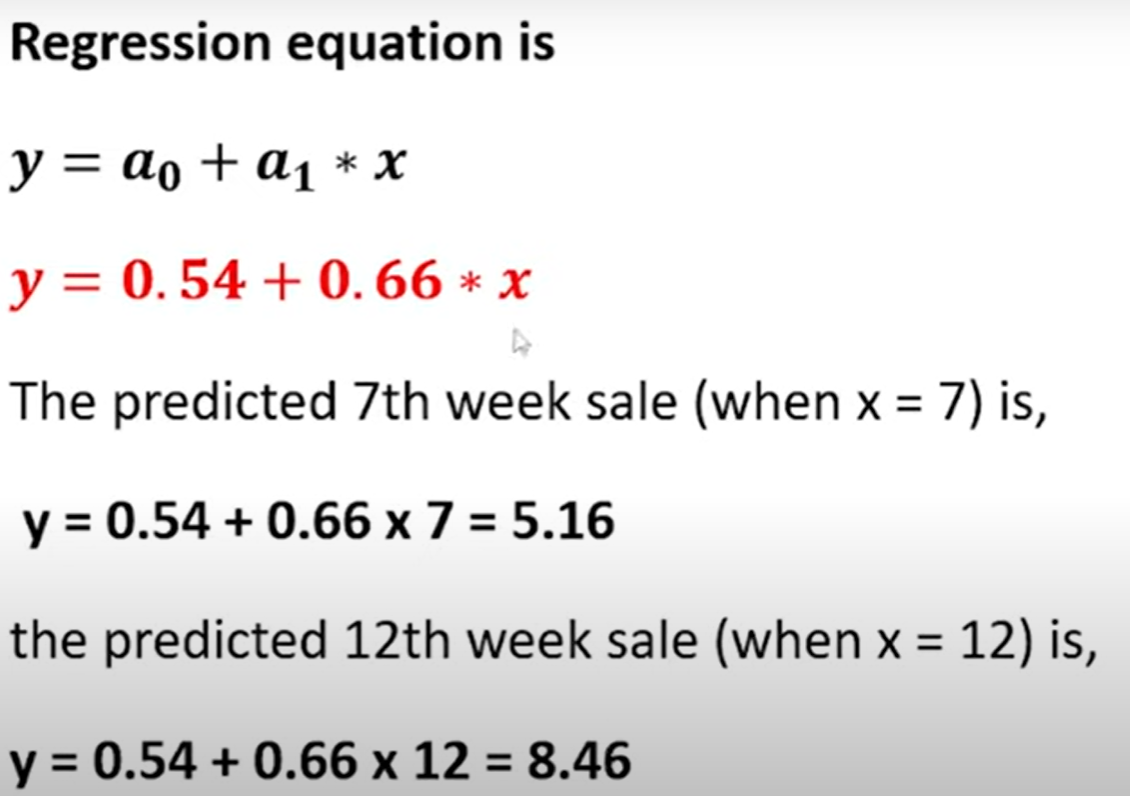 Regression equation is
y = a₀ + a₁ * x
y = 0.54 + 0.66 * x
The predicted 7th week sale (when x = 7) is,
y = 0.54 + 0.66 x 7 = 5.16
the predicted 12th week sale (when x = 12) is,
y = 0.54 + 0.66 x 12 = 8.46